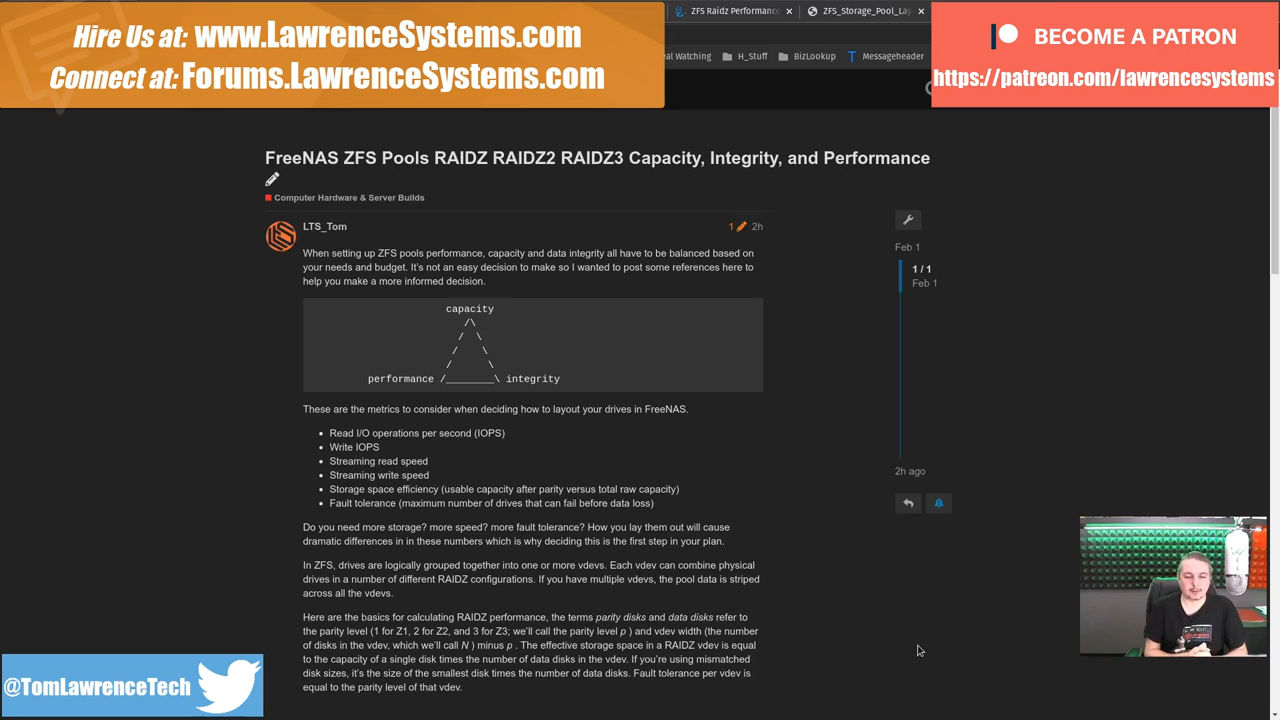 Hire Us at: www.LawrenceSystems.com
Connect at: Forums.LawrenceSystems.com
ZFS Raidz Performance
ZFS_Storage_Pool_Lay
eal Watching
H_Stuff
BizLookup
Messageheader
BECOME A PATRON
https://patreon.com/lawrencesystems
FreeNAS ZFS Pools RAIDZ RAIDZ2 RAIDZ3 Capacity, Integrity, and Performance
Computer Hardware & Server Builds
LTS_Tom
1
2h
When setting up ZFS pools performance, capacity and data integrity all have to be balanced based on
your needs and budget. It's not an easy decision to make so I wanted to post some references here to
help you make a more informed decision.
capacity
/\
/ \
/ \
/ \
performance /________\ integrity
These are the metrics to consider when deciding how to layout your drives in FreeNAS.
• Read I/O operations per second (IOPS)
• Write IOPS
• Streaming read speed
• Streaming write speed
• Storage space efficiency (usable capacity after parity versus total raw capacity)
• Fault tolerance (maximum number of drives that can fail before data loss)
Do you need more storage? more speed? more fault tolerance? How you lay them out will cause
dramatic differences in in these numbers which is why deciding this is the first step in your plan.
In ZFS, drives are logically grouped together into one or more vdevs. Each vdev can combine physical
drives in a number of different RAIDZ configurations. If you have multiple vdevs, the pool data is striped
across all the vdevs.
Here are the basics for calculating RAIDZ performance, the terms parity disks and data disks refer to
the parity level (1 for Z1, 2 for Z2, and 3 for Z3; we'll call the parity level p ) and vdev width (the number
of disks in the vdev, which we'll call N ) minus p . The effective storage space in a RAIDZ vdev is equal
to the capacity of a single disk times the number of data disks in the vdev. If you're using mismatched
disk sizes, it's the size of the smallest disk times the number of data disks. Fault tolerance per vdev is
equal to the parity level of that vdev.
Feb 1
1 / 1
Feb 1
2h ago
@TomLawrenceTech